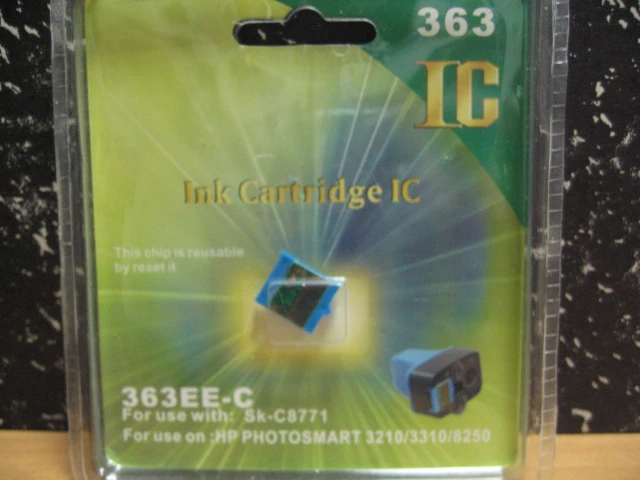 363
IC
Ink Cartridge IC
This chip is reusable
by reset it
363EE-C
For use with: Sk-C8771
For use on :HP PHOTOSMART 3210/3310/8250